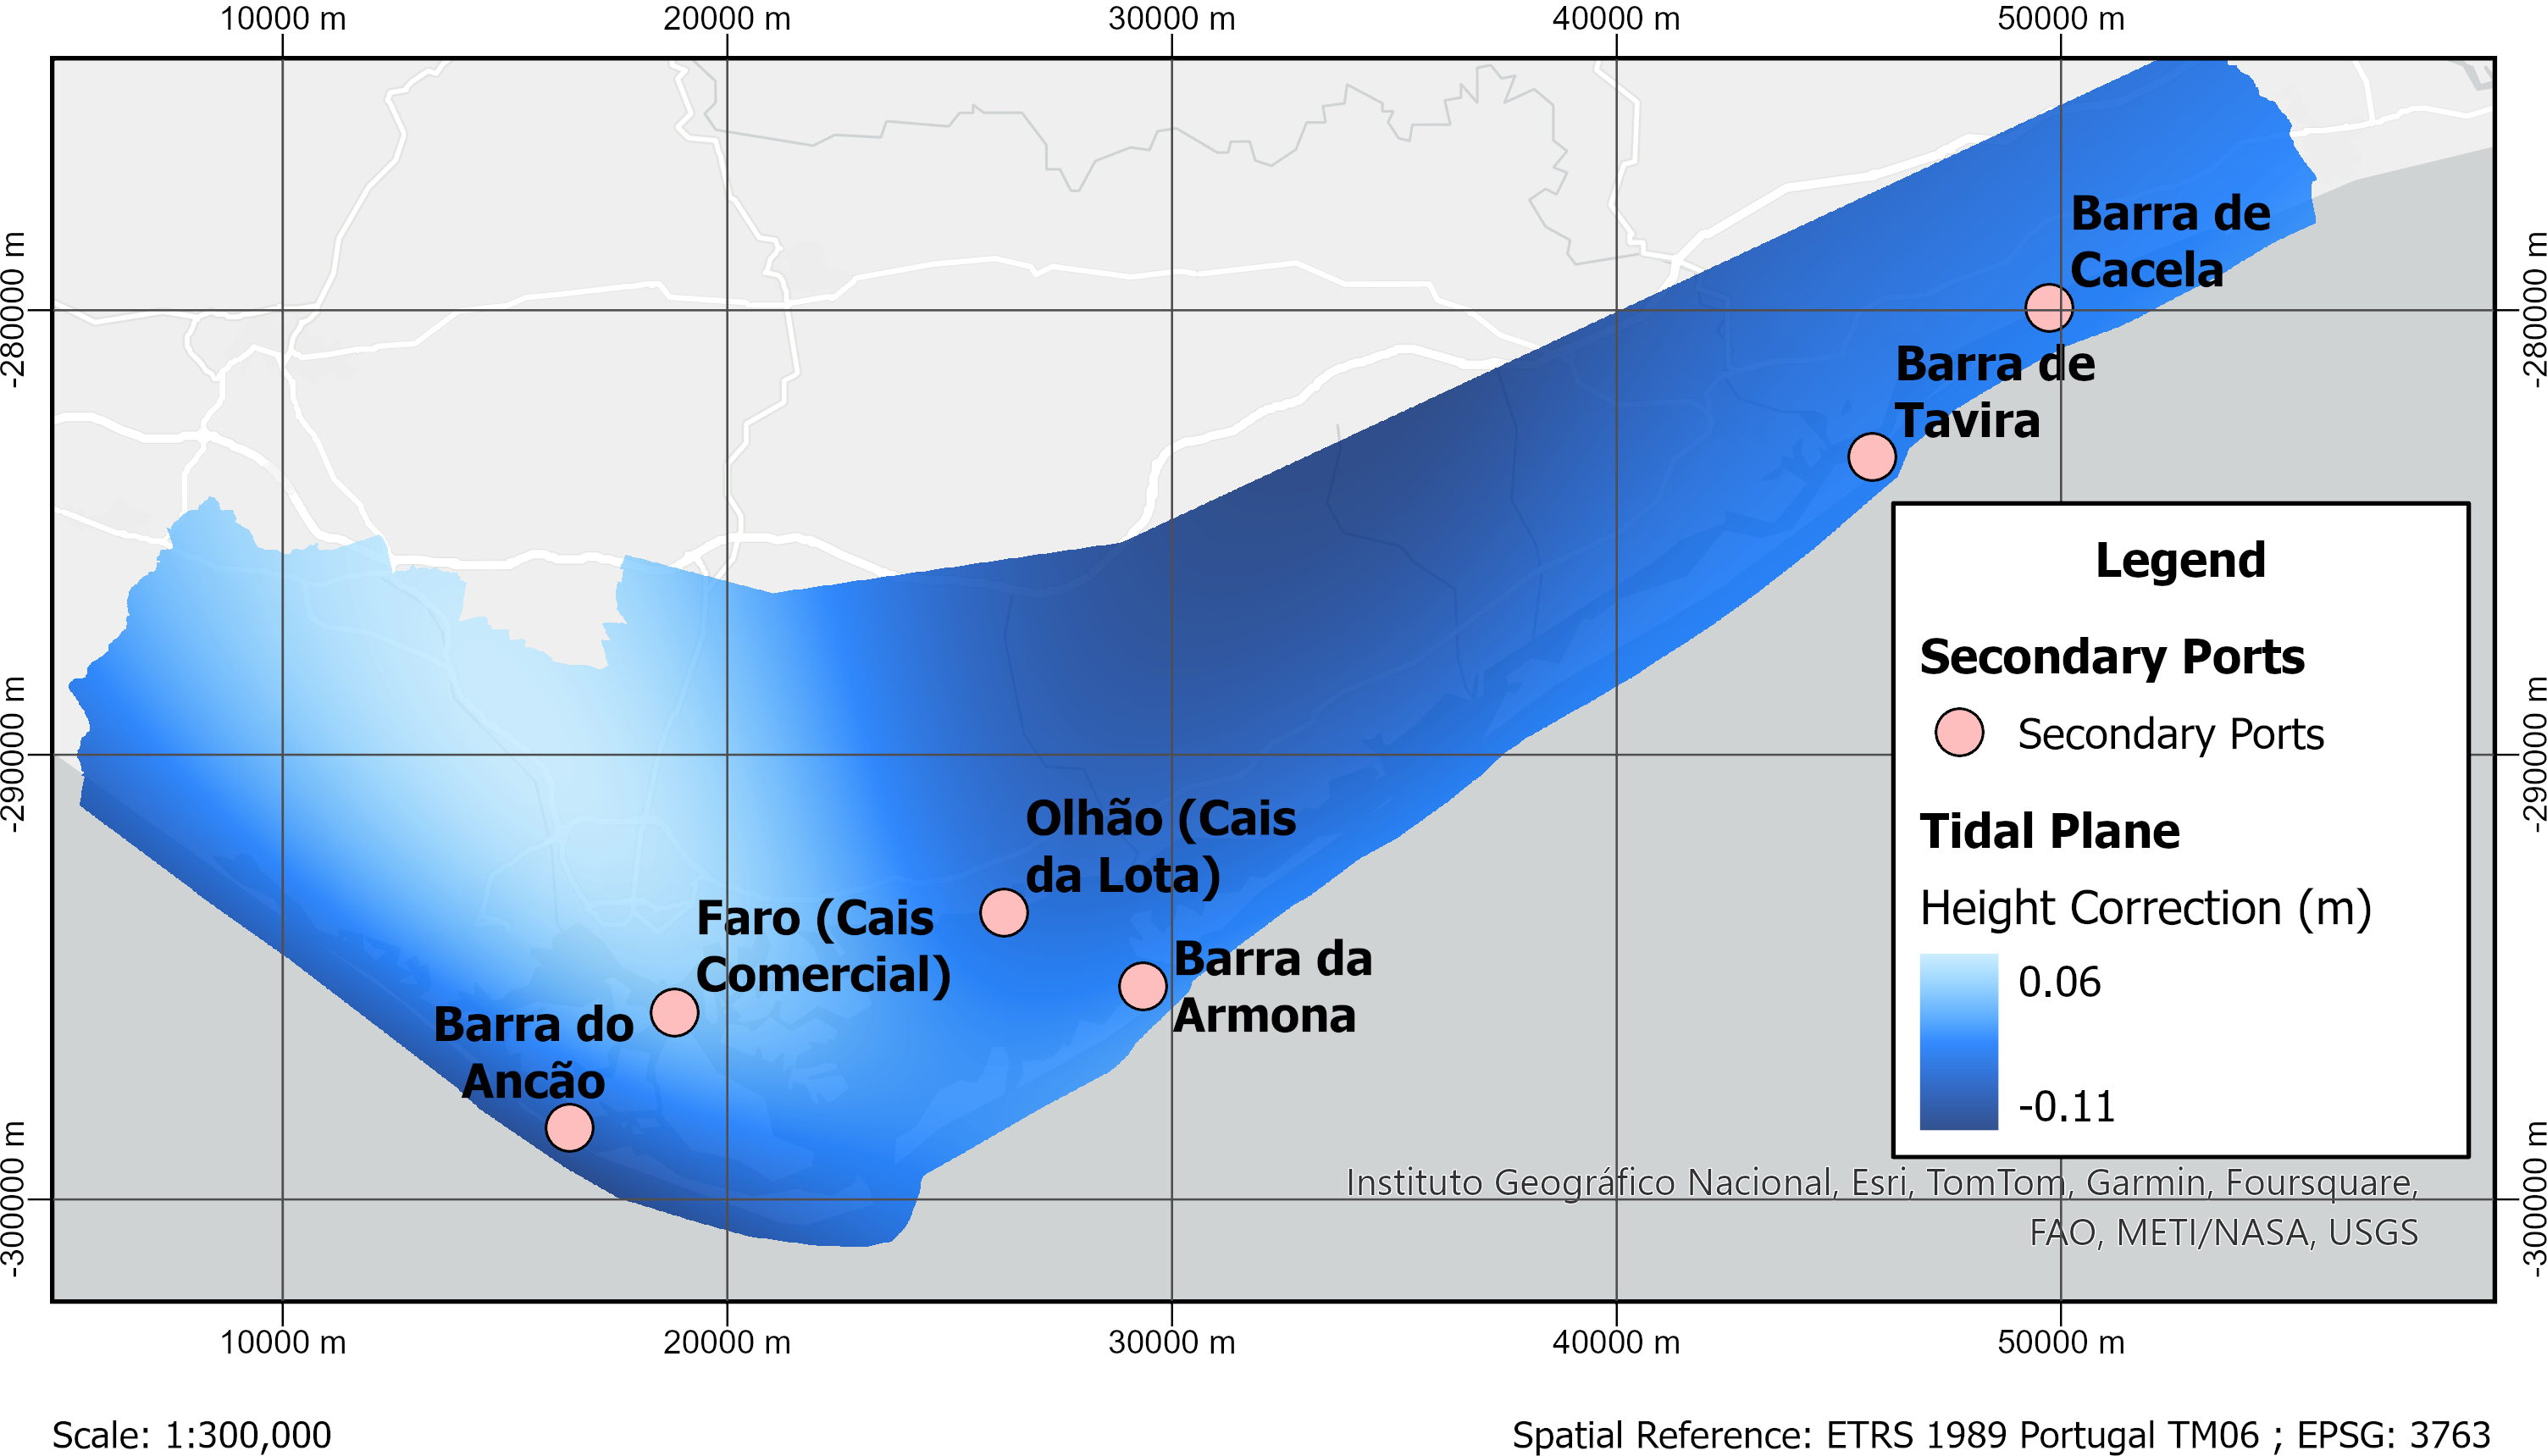 10000 m 20000 m 30000 m 40000 m 50000 m
-280000 m
-280000 m
-290000 m
-290000 m
-300000 m
-300000 m
Barra de
Cacela
Barra de
Tavira
Olhão (Cais
da Lota)
Faro (Cais
Comercial)
Barra da
Armona
Barra do
Ancão
Legend
Secondary Ports
Secondary Ports
Tidal Plane
Height Correction (m)
0.06
-0.11
Instituto Geográfico Nacional, Esri, TomTom, Garmin, Foursquare,
FAO, METI/NASA, USGS
10000 m 20000 m 30000 m 40000 m 50000 m
Scale: 1:300,000
Spatial Reference: ETRS 1989 Portugal TM06 ; EPSG: 3763